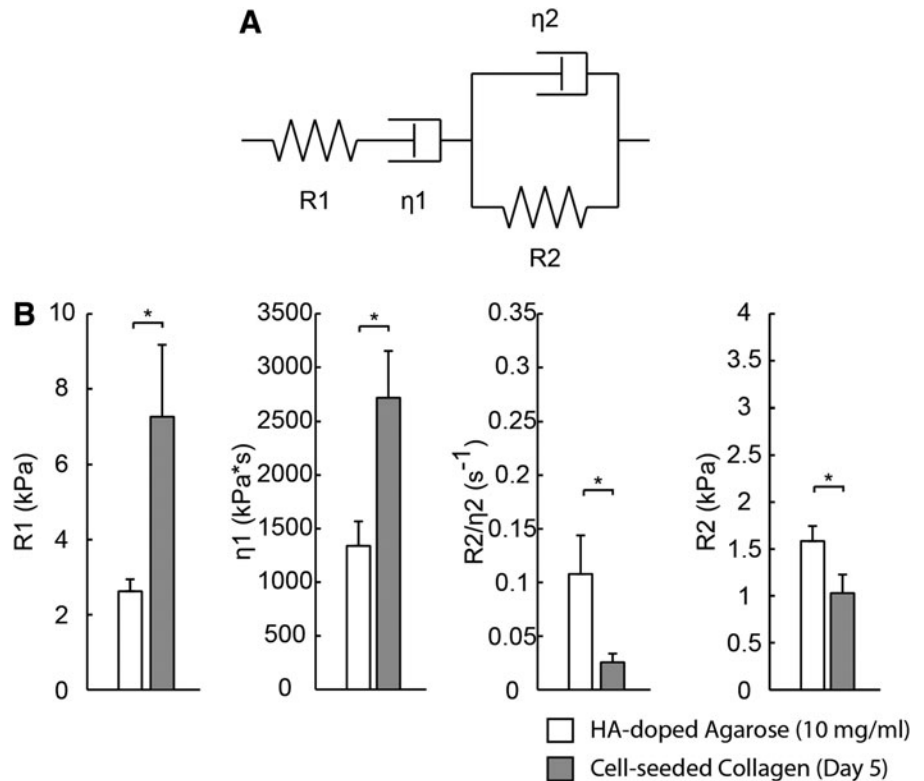 A
η2
R1
η1
R2
B
10
8
6
4
2
0
R1 (kPa)
*
3500
3000
2500
2000
1500
1000
500
0
η1 (kPa*s)
*
0.35
0.3
0.25
0.2
0.15
0.1
0.05
0
R2/η2 (s⁻¹)
*
4
3.5
3
2.5
2
1.5
1
0.5
0
R2 (kPa)
*
HA-doped Agarose (10 mg/ml)
Cell-seeded Collagen (Day 5)